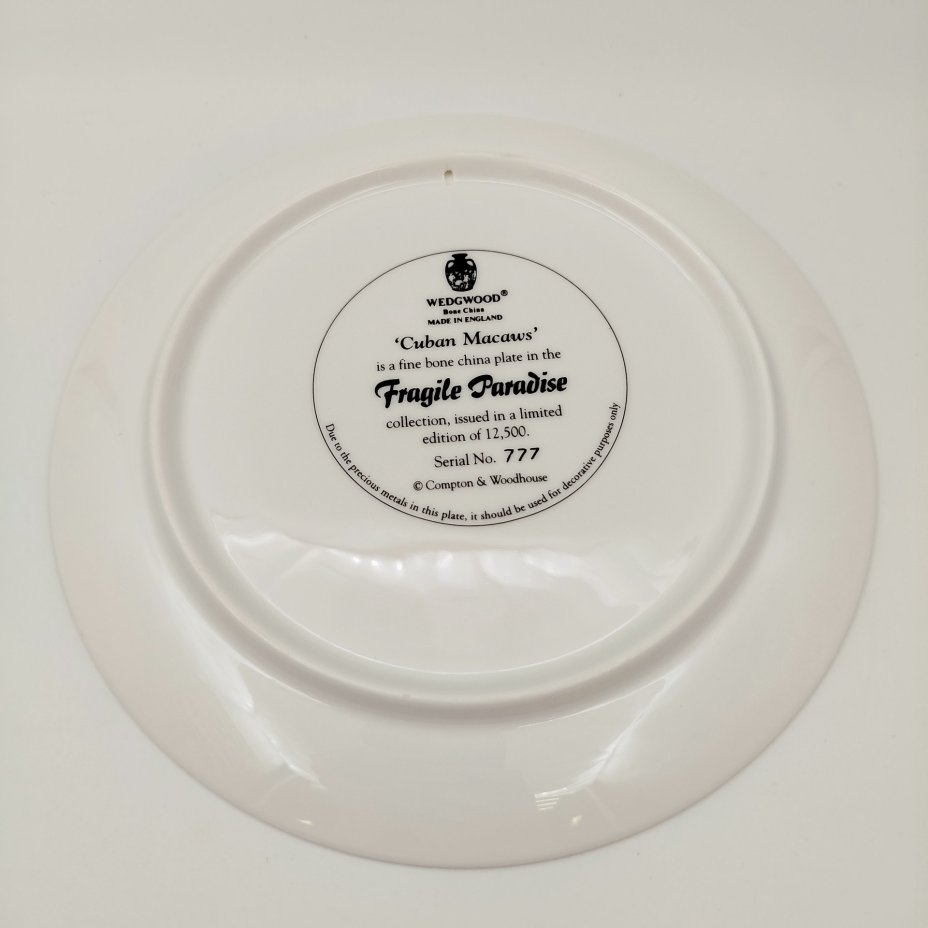 WEDGWOOD®
Bone China
MADE IN ENGLAND
'Cuban Macaws'
is a fine bone china plate in the
Fragile Paradise
collection, issued in a limited
edition of 12,500.
Serial No. 777
© Compton & Woodhouse
Due to the precious metals in this plate, it should be used for decorative purposes only